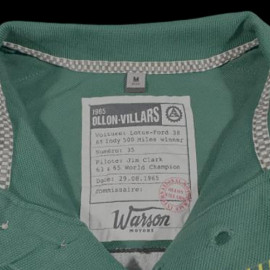 M
1965
OLLON-VILLARS
Voiture: Lotus-Ford 38
65 Indy 500 Miles winner
Numéro: 35
Pilote: Jim Clark
63 & 65 World Champion
Date: 29.08.1965
Commissaire:
Warson
MOTORS